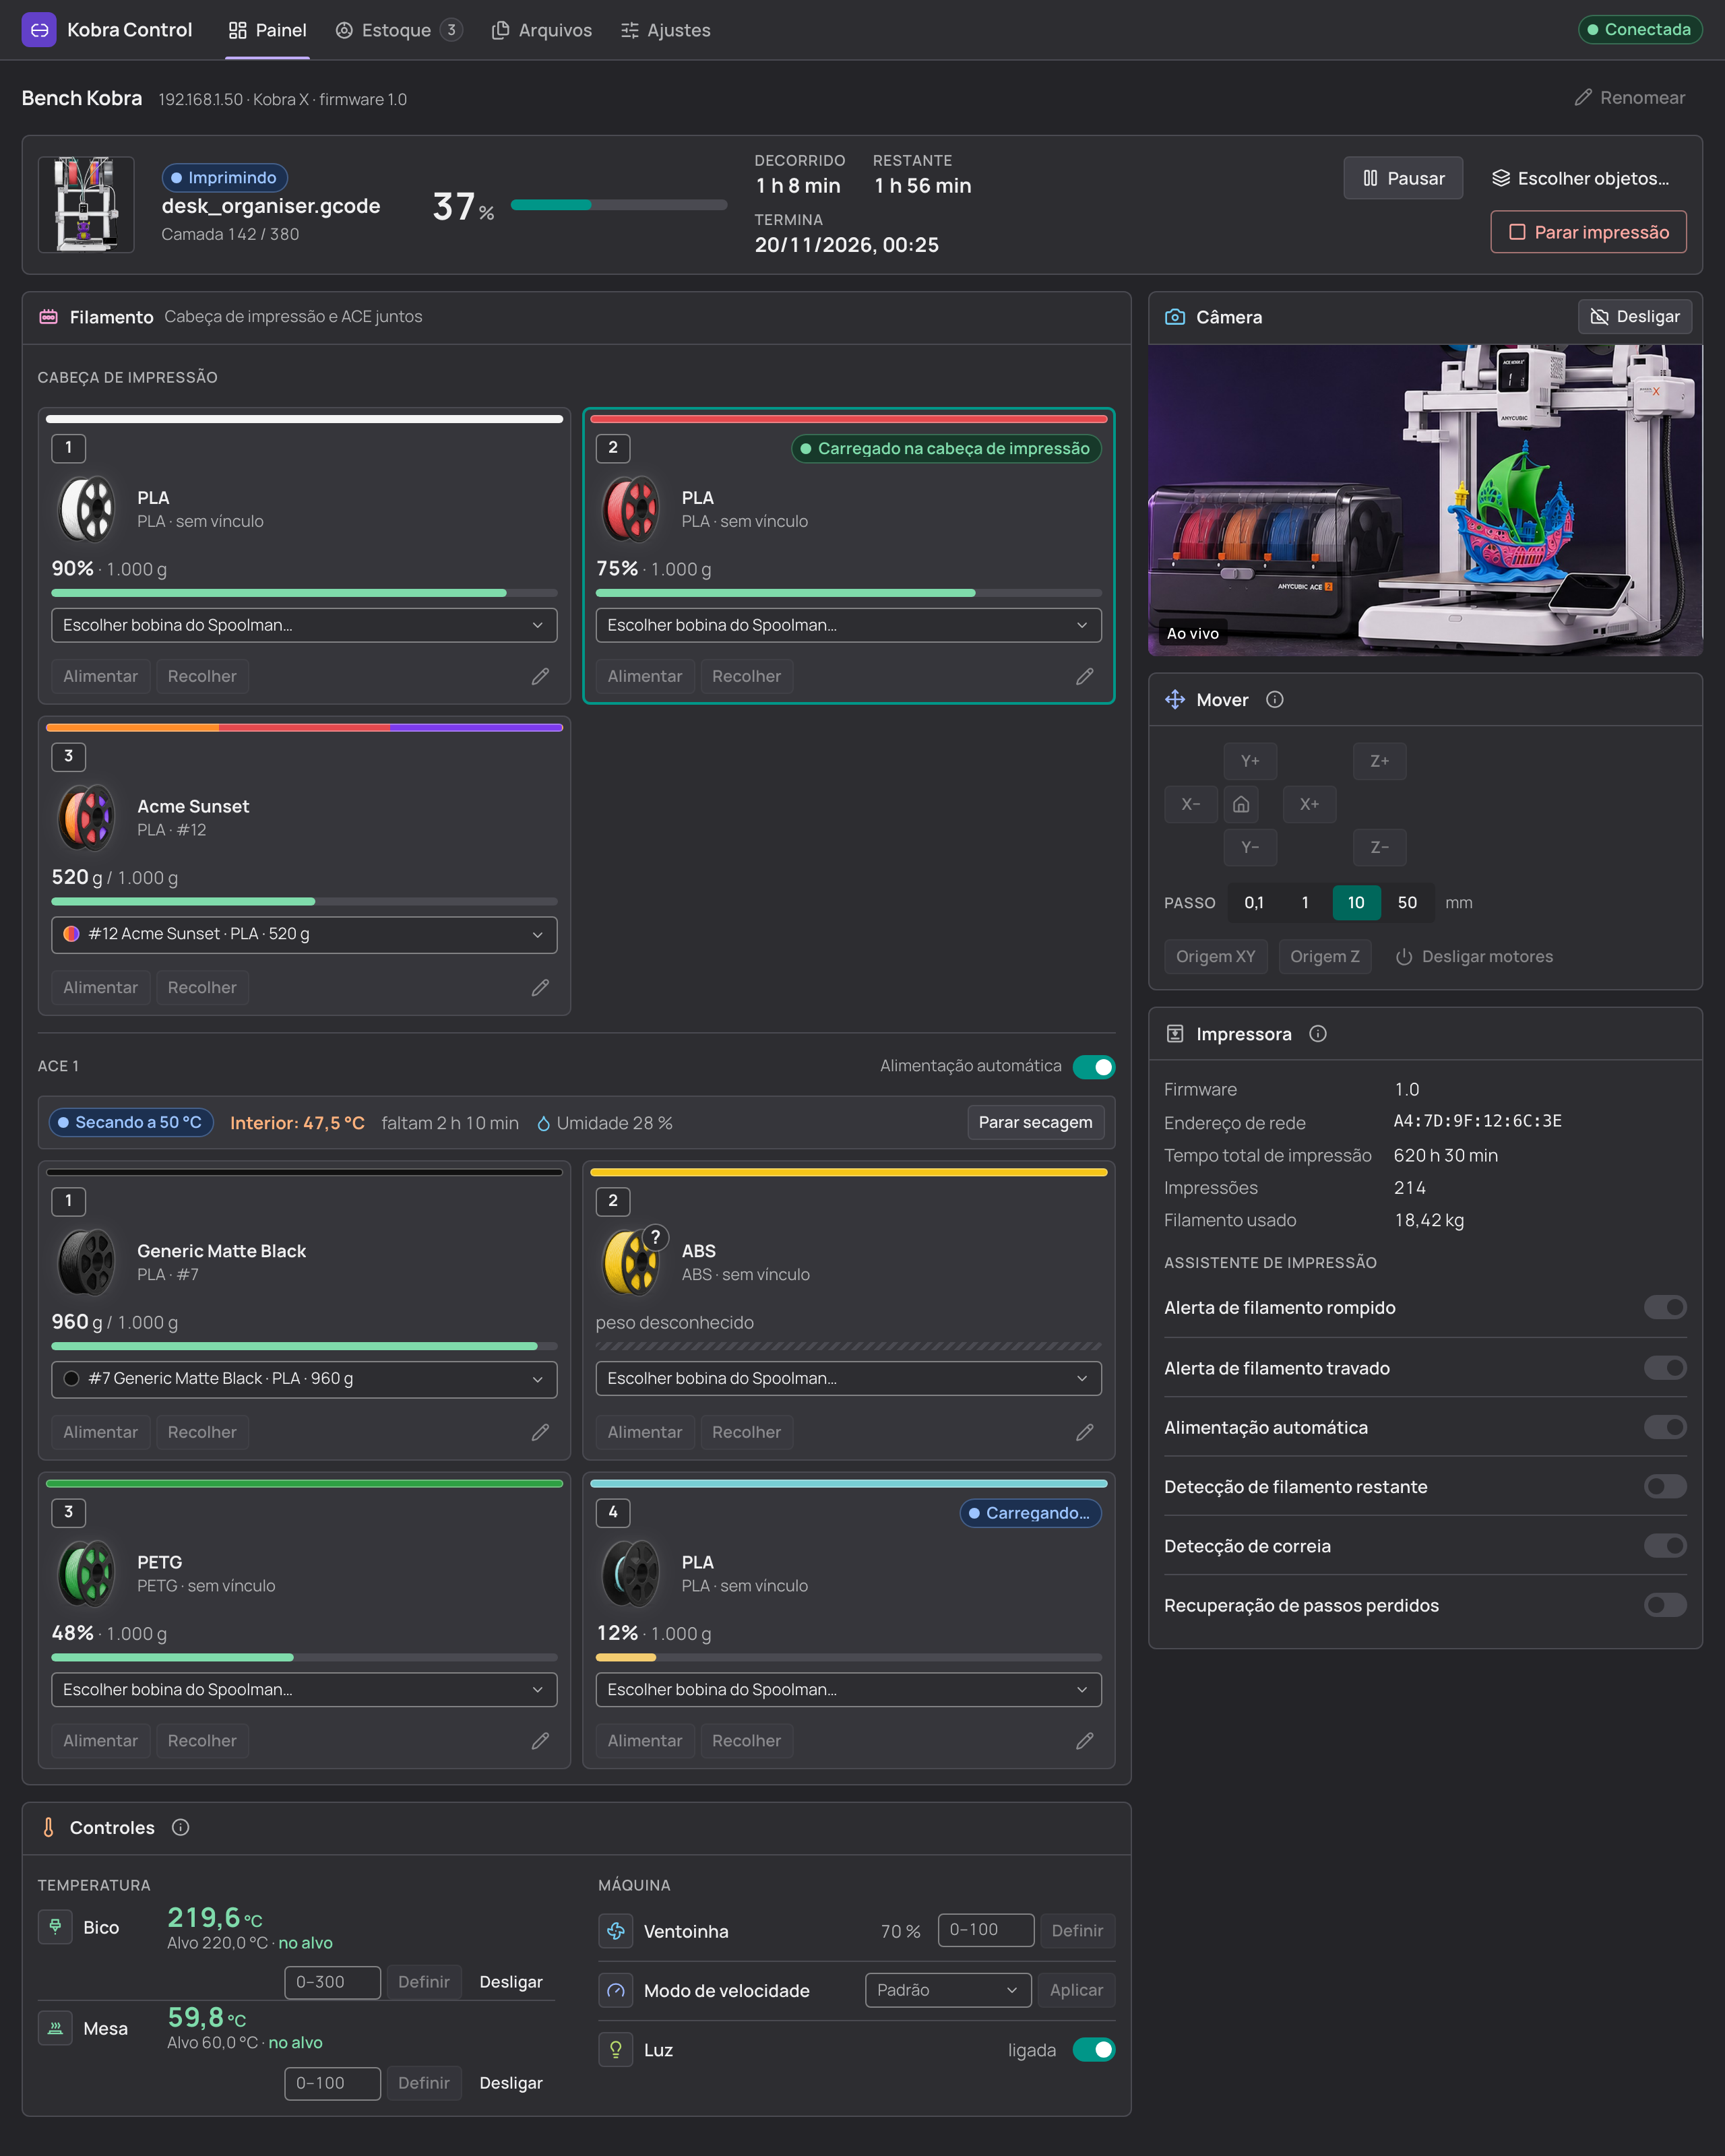 Kobra Control
Painel
Estoque 3
Arquivos
Ajustes
Conectada
Bench Kobra 192.168.1.50 · Kobra X · firmware 1.0
Renomear
Imprimindo
desk_organiser.gcode
Camada 142 / 380
37 %
DECORRIDO
1 h 8 min
RESTANTE
1 h 56 min
TERMINA
20/11/2026, 00:25
Pausar
Escolher objetos...
Parar impressão
Filamento Cabeça de impressão e ACE juntos
CABEÇA DE IMPRESSÃO
1
PLA
PLA · sem vínculo
90% · 1.000 g
Escolher bobina do Spoolman...
Alimentar
Recolher
2
Carregado na cabeça de impressão
PLA
PLA · sem vínculo
75% · 1.000 g
Escolher bobina do Spoolman...
Alimentar
Recolher
3
Acme Sunset
PLA · #12
520 g / 1.000 g
#12 Acme Sunset · PLA · 520 g
Alimentar
Recolher
ACE 1
Alimentação automática
Secando a 50 °C
Interior: 47,5 °C
faltam 2 h 10 min
Umidade 28 %
Parar secagem
1
Generic Matte Black
PLA · #7
960 g / 1.000 g
#7 Generic Matte Black · PLA · 960 g
Alimentar
Recolher
2
?
ABS
ABS · sem vínculo
peso desconhecido
Escolher bobina do Spoolman...
Alimentar
Recolher
3
PETG
PETG · sem vínculo
48% · 1.000 g
Escolher bobina do Spoolman...
Alimentar
Recolher
4
Carregando...
PLA
PLA · sem vínculo
12% · 1.000 g
Escolher bobina do Spoolman...
Alimentar
Recolher
Controles
TEMPERATURA
Bico
219,6 °C
Alvo 220,0 °C · no alvo
0–300
Definir
Desligar
Mesa
59,8 °C
Alvo 60,0 °C · no alvo
0–100
Definir
Desligar
MÁQUINA
Ventoinha
70 %
0–100
Definir
Modo de velocidade
Padrão
Aplicar
Luz
ligada
Câmera
Desligar
ANYCUBIC
ANYCUBIC ACE 2
Ao vivo
Mover
Y+
Z+
X−
X+
Y−
Z−
PASSO
0,1
1
10
50
mm
Origem XY
Origem Z
Desligar motores
Impressora
Firmware 1.0
Endereço de rede A4:7D:9F:12:6C:3E
Tempo total de impressão 620 h 30 min
Impressões 214
Filamento usado 18,42 kg
ASSISTENTE DE IMPRESSÃO
Alerta de filamento rompido
Alerta de filamento travado
Alimentação automática
Detecção de filamento restante
Detecção de correia
Recuperação de passos perdidos